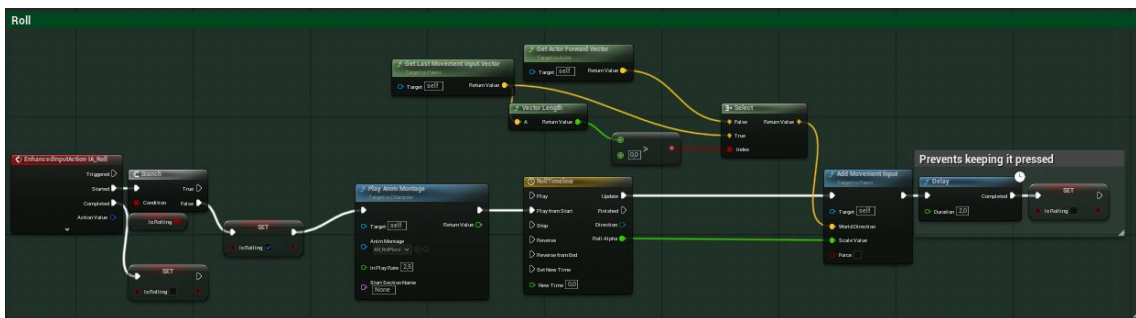 Roll
Get Actor Forward Vector
Target is Actor
Target self Return Value
Get Last Movement Input Vector
Target is Pawn
Target self Return Value
Vector Length
A Return Value
0,0 >
Select
False Return Value
True
Index
EnhancedInputAction IA_Roll
Triggered
Started
Completed
Action Value
Branch
True
Condition False
Is Rolling
SET
Is Rolling
SET
Is Rolling
Play Anim Montage
Target is Character
Target self Return Value
Anim Montage
AM_RollPlace
In Play Rate 2,5
Start Section Name
None
RollTimeline
Play Update
Play from Start Finished
Stop Direction
Reverse Roll Alpha
Reverse from End
Set New Time
New Time 0,0
Add Movement Input
Target is Pawn
Target self
World Direction
Scale Value
Force
Prevents keeping it pressed
Delay
Completed
Duration 2,0
SET
Is Rolling